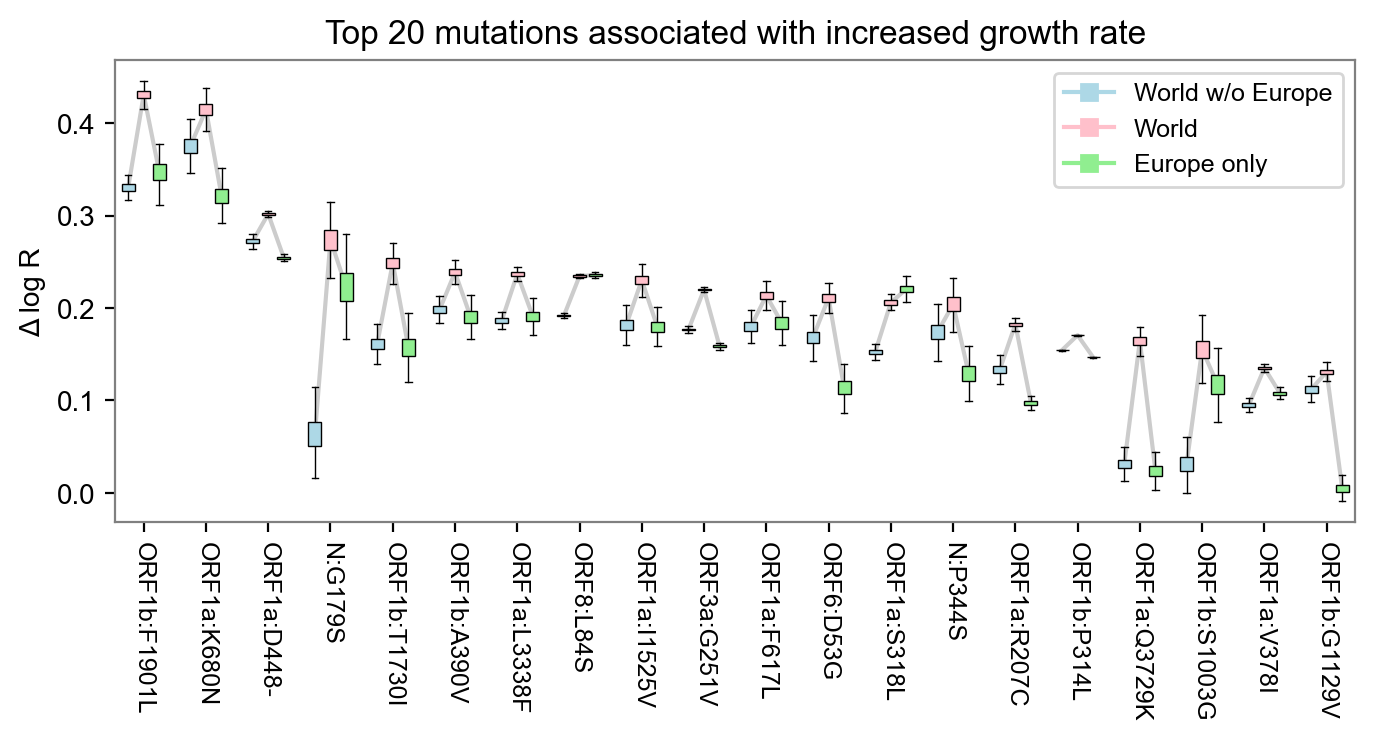 Top 20 mutations associated with increased growth rate
World w/o Europe
World
Europe only
Δ log R
0.4
0.3
0.2
0.1
0.0
ORF1b:F1901L
ORF1a:K680N
ORF1a:D448-
N:G179S
ORF1b:T1730I
ORF1b:A390V
ORF1a:L3338F
ORF8:L84S
ORF1a:I1525V
ORF3a:G251V
ORF1a:F617L
ORF6:D53G
ORF1a:S318L
N:P344S
ORF1a:R207C
ORF1b:P314L
ORF1a:Q3729K
ORF1b:S1003G
ORF1a:V378I
ORF1b:G1129V